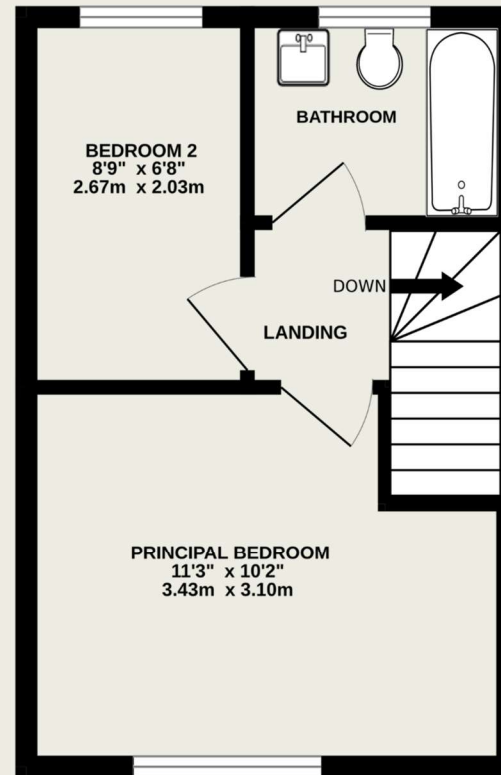 BATHROOM
BEDROOM 2
8'9" x 6'8"
2.67m x 2.03m
DOWN
LANDING
PRINCIPAL BEDROOM
11'3" x 10'2"
3.43m x 3.10m